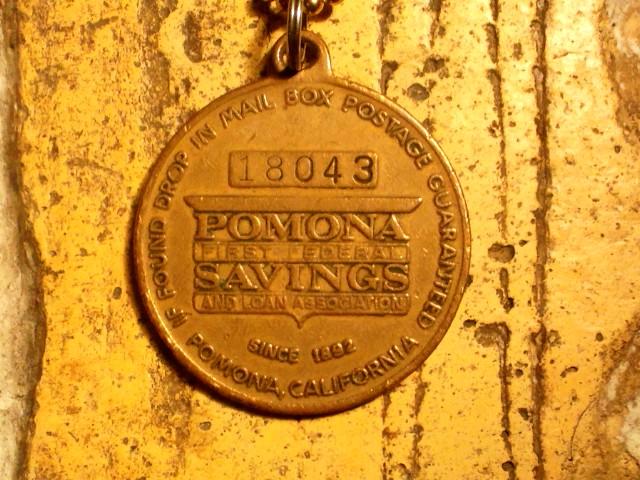 IF FOUND DROP IN MAIL BOX POSTAGE GUARANTEED
18043
POMONA
FIRST FEDERAL
SAVINGS
AND LOAN ASSOCIATION
SINCE 1892
POMONA, CALIFORNIA